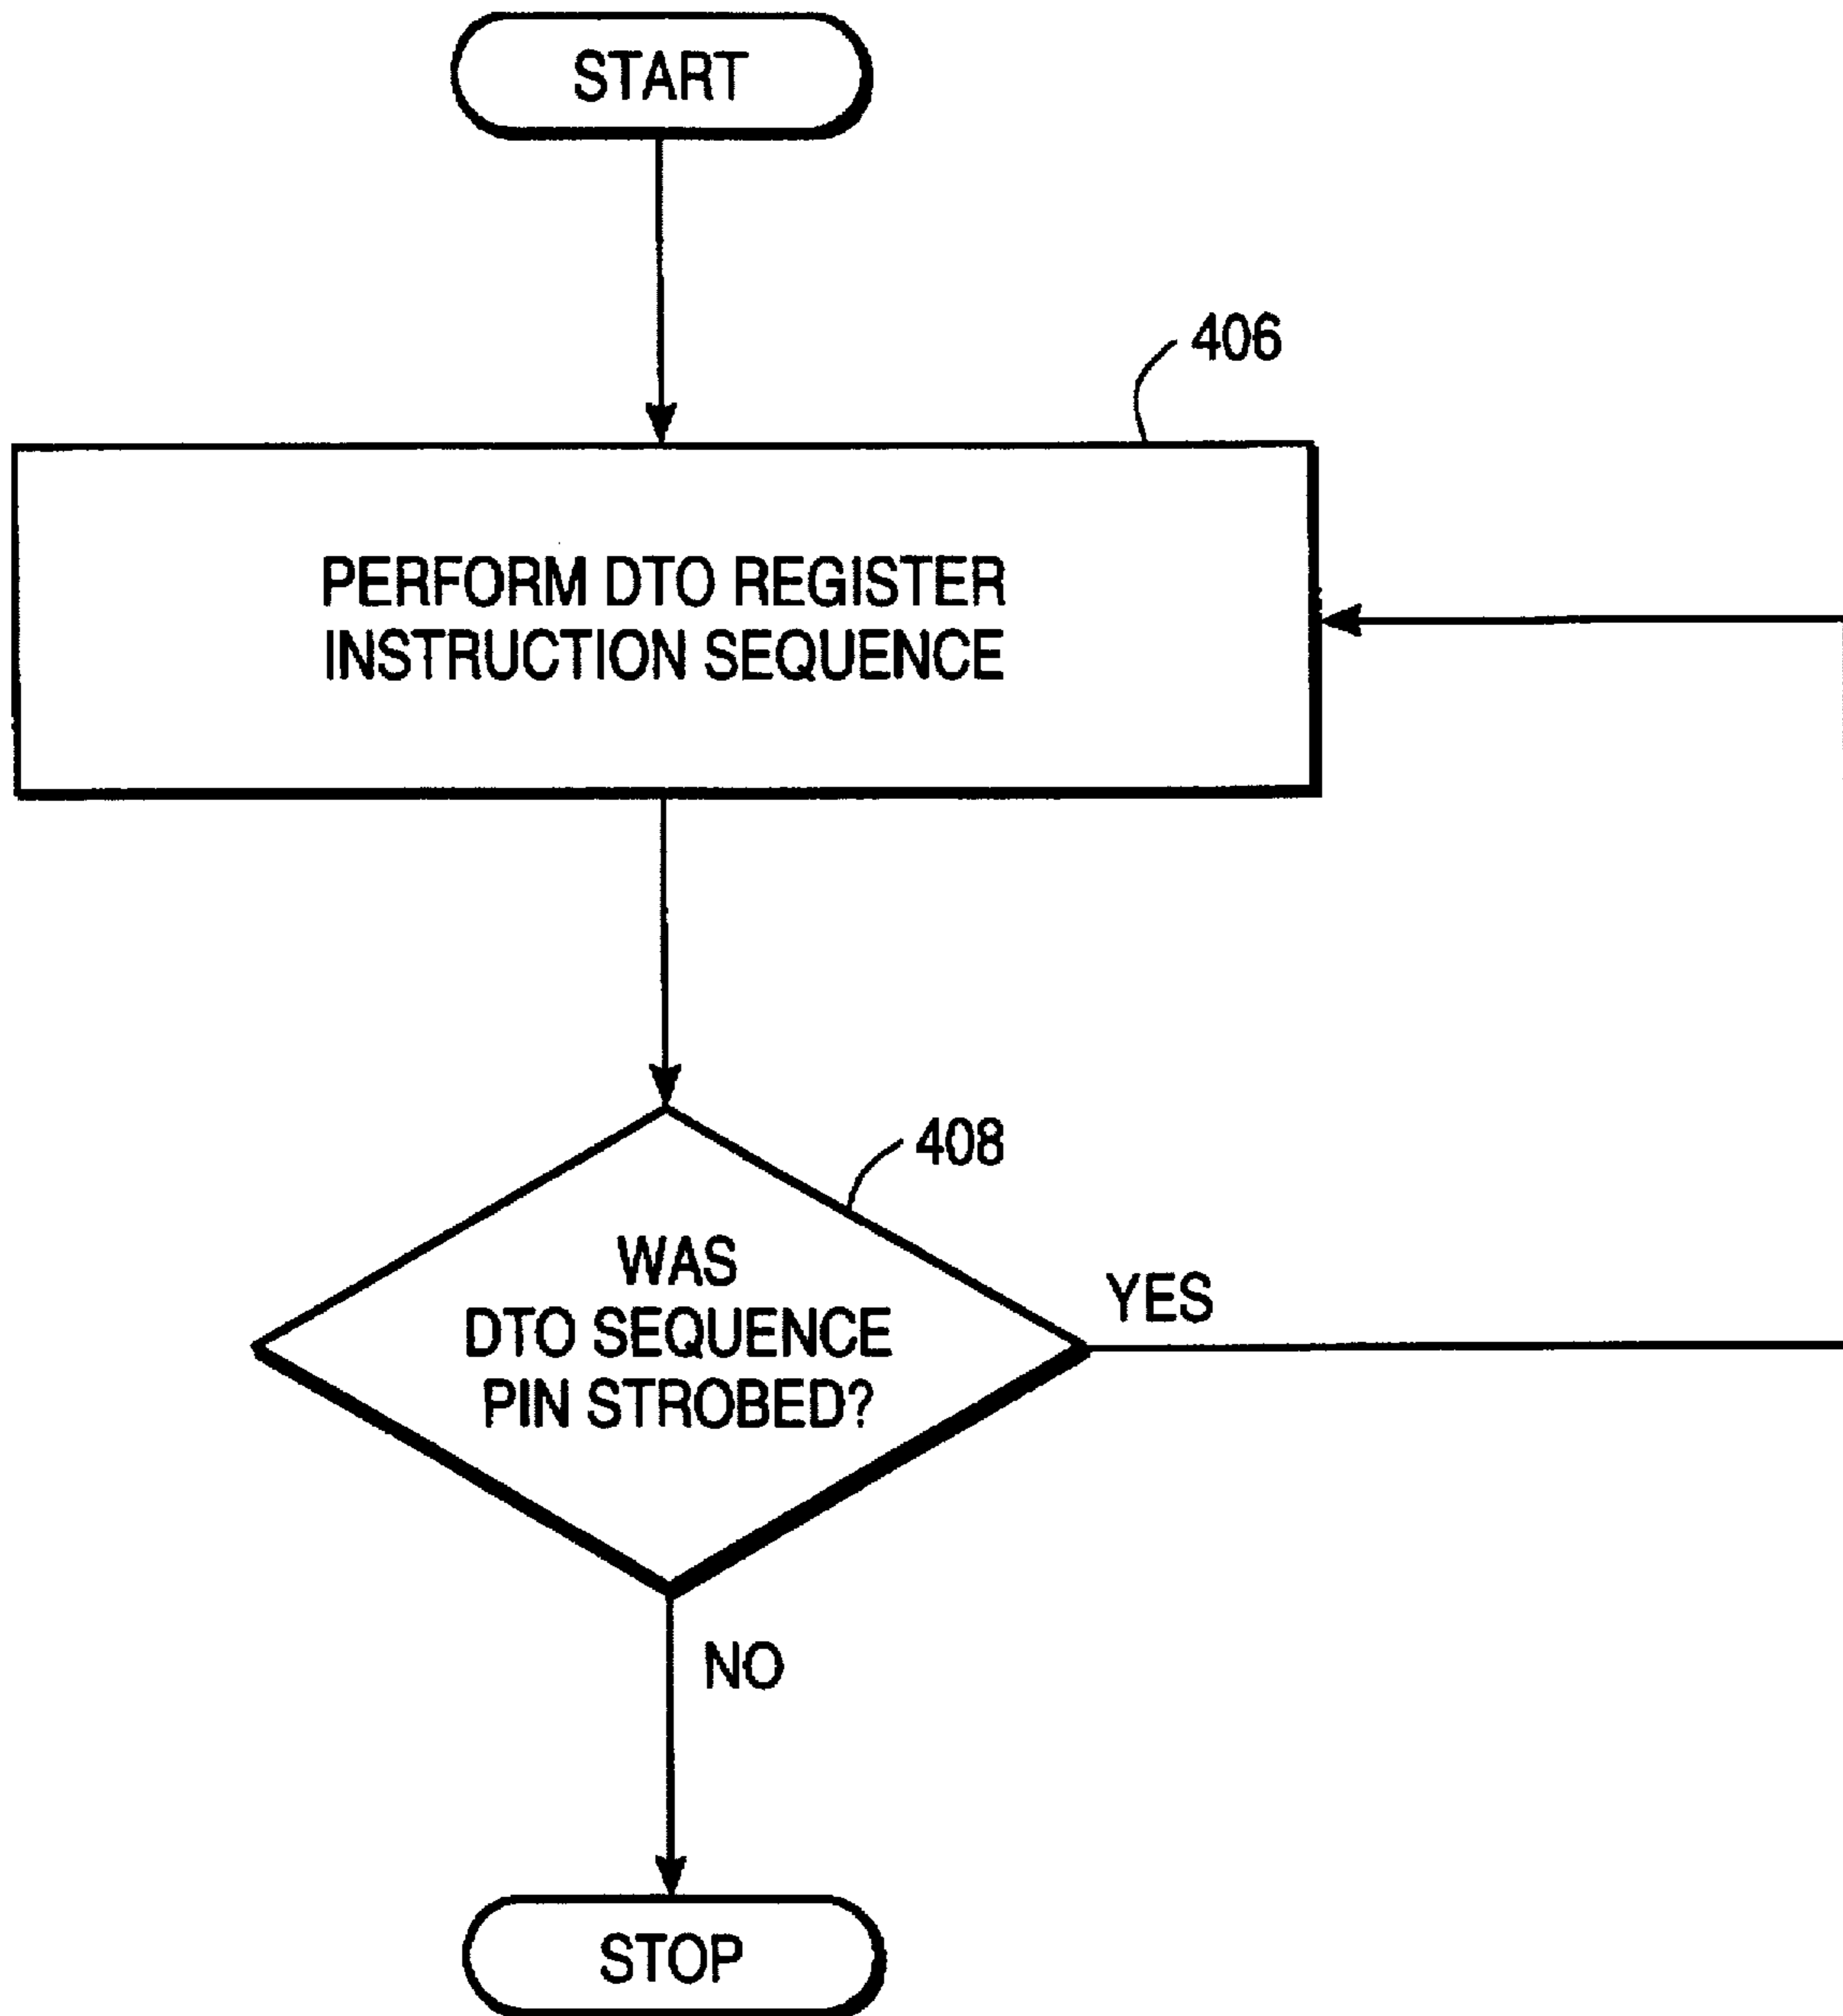 START
406
PERFORM DTO REGISTER
INSTRUCTION SEQUENCE
408
WAS
DTO SEQUENCE
PIN STROBED?
YES
NO
STOP